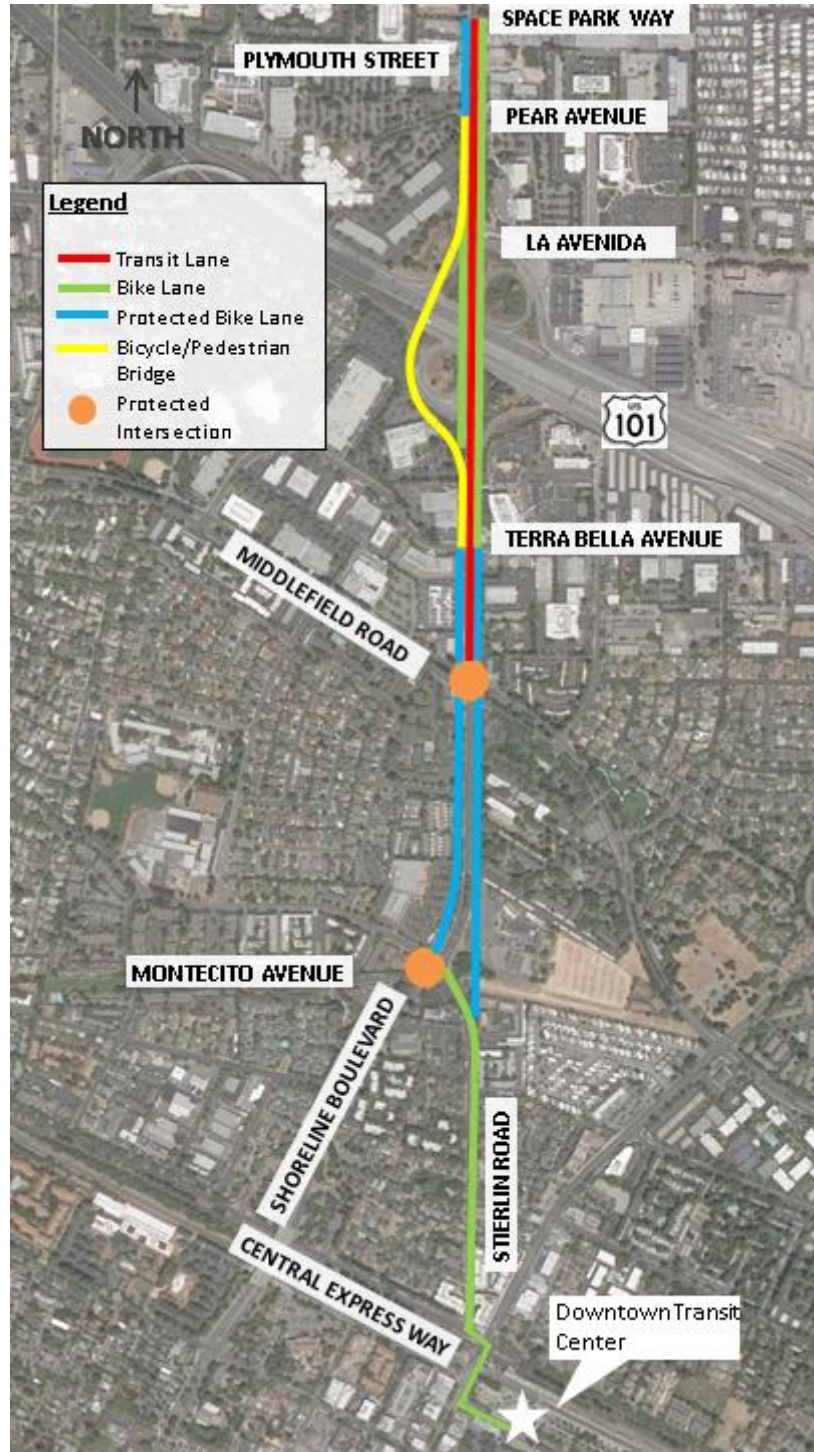 SPACE PARK WAY
PLYMOUTH STREET
PEAR AVENUE
NORTH
Legend
Transit Lane
Bike Lane
Protected Bike Lane
Bicycle/Pedestrian
Bridge
Protected
Intersection
LA AVENIDA
US
101
TERRA BELLA AVENUE
MIDDLEFIELD ROAD
MONTECITO AVENUE
SHORELINE BOULEVARD
STIERLIN ROAD
CENTRAL EXPRESS WAY
Downtown Transit
Center